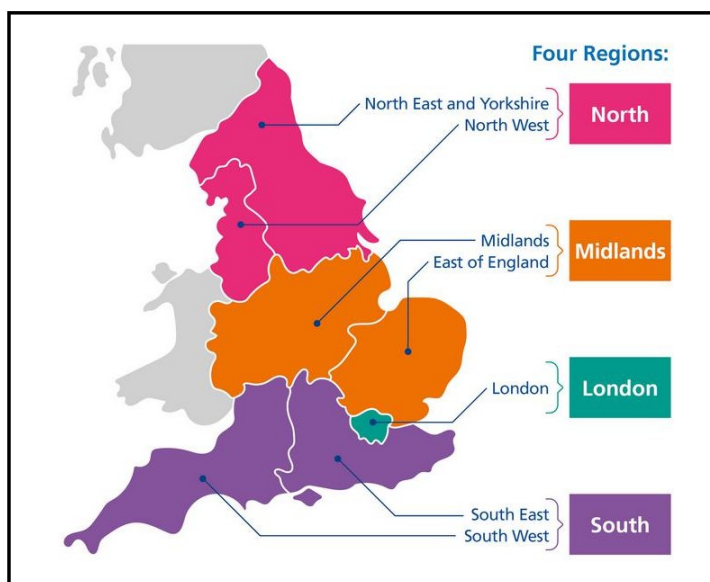 Four Regions:
North East and Yorkshire
North West
North
Midlands
East of England
Midlands
London
London
South East
South West
South